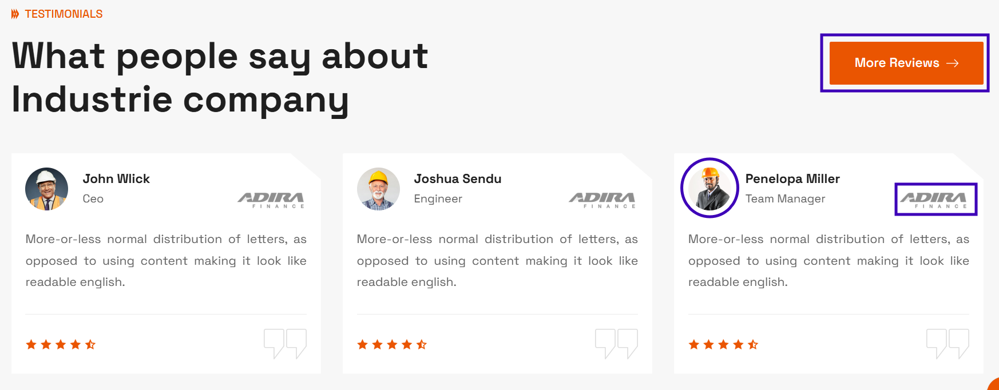 TESTIMONIALS
What people say about
Industrie company
More Reviews
John Wlick
Ceo
ADIRA
FINANCE
More-or-less normal distribution of letters, as
opposed to using content making it look like
readable english.
Joshua Sendu
Engineer
ADIRA
FINANCE
More-or-less normal distribution of letters, as
opposed to using content making it look like
readable english.
Penelopa Miller
Team Manager
ADIRA
FINANCE
More-or-less normal distribution of letters, as
opposed to using content making it look like
readable english.